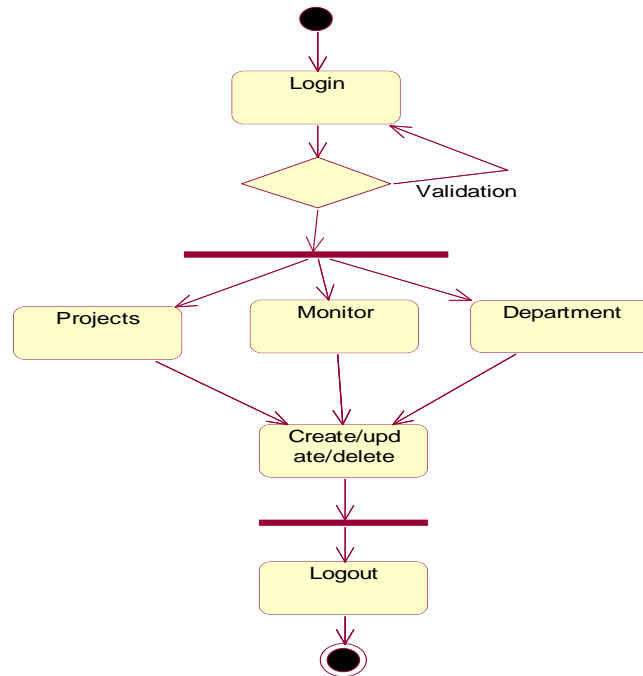 Login
Validation
Projects
Monitor
Department
Create/upd
ate/delete
Logout